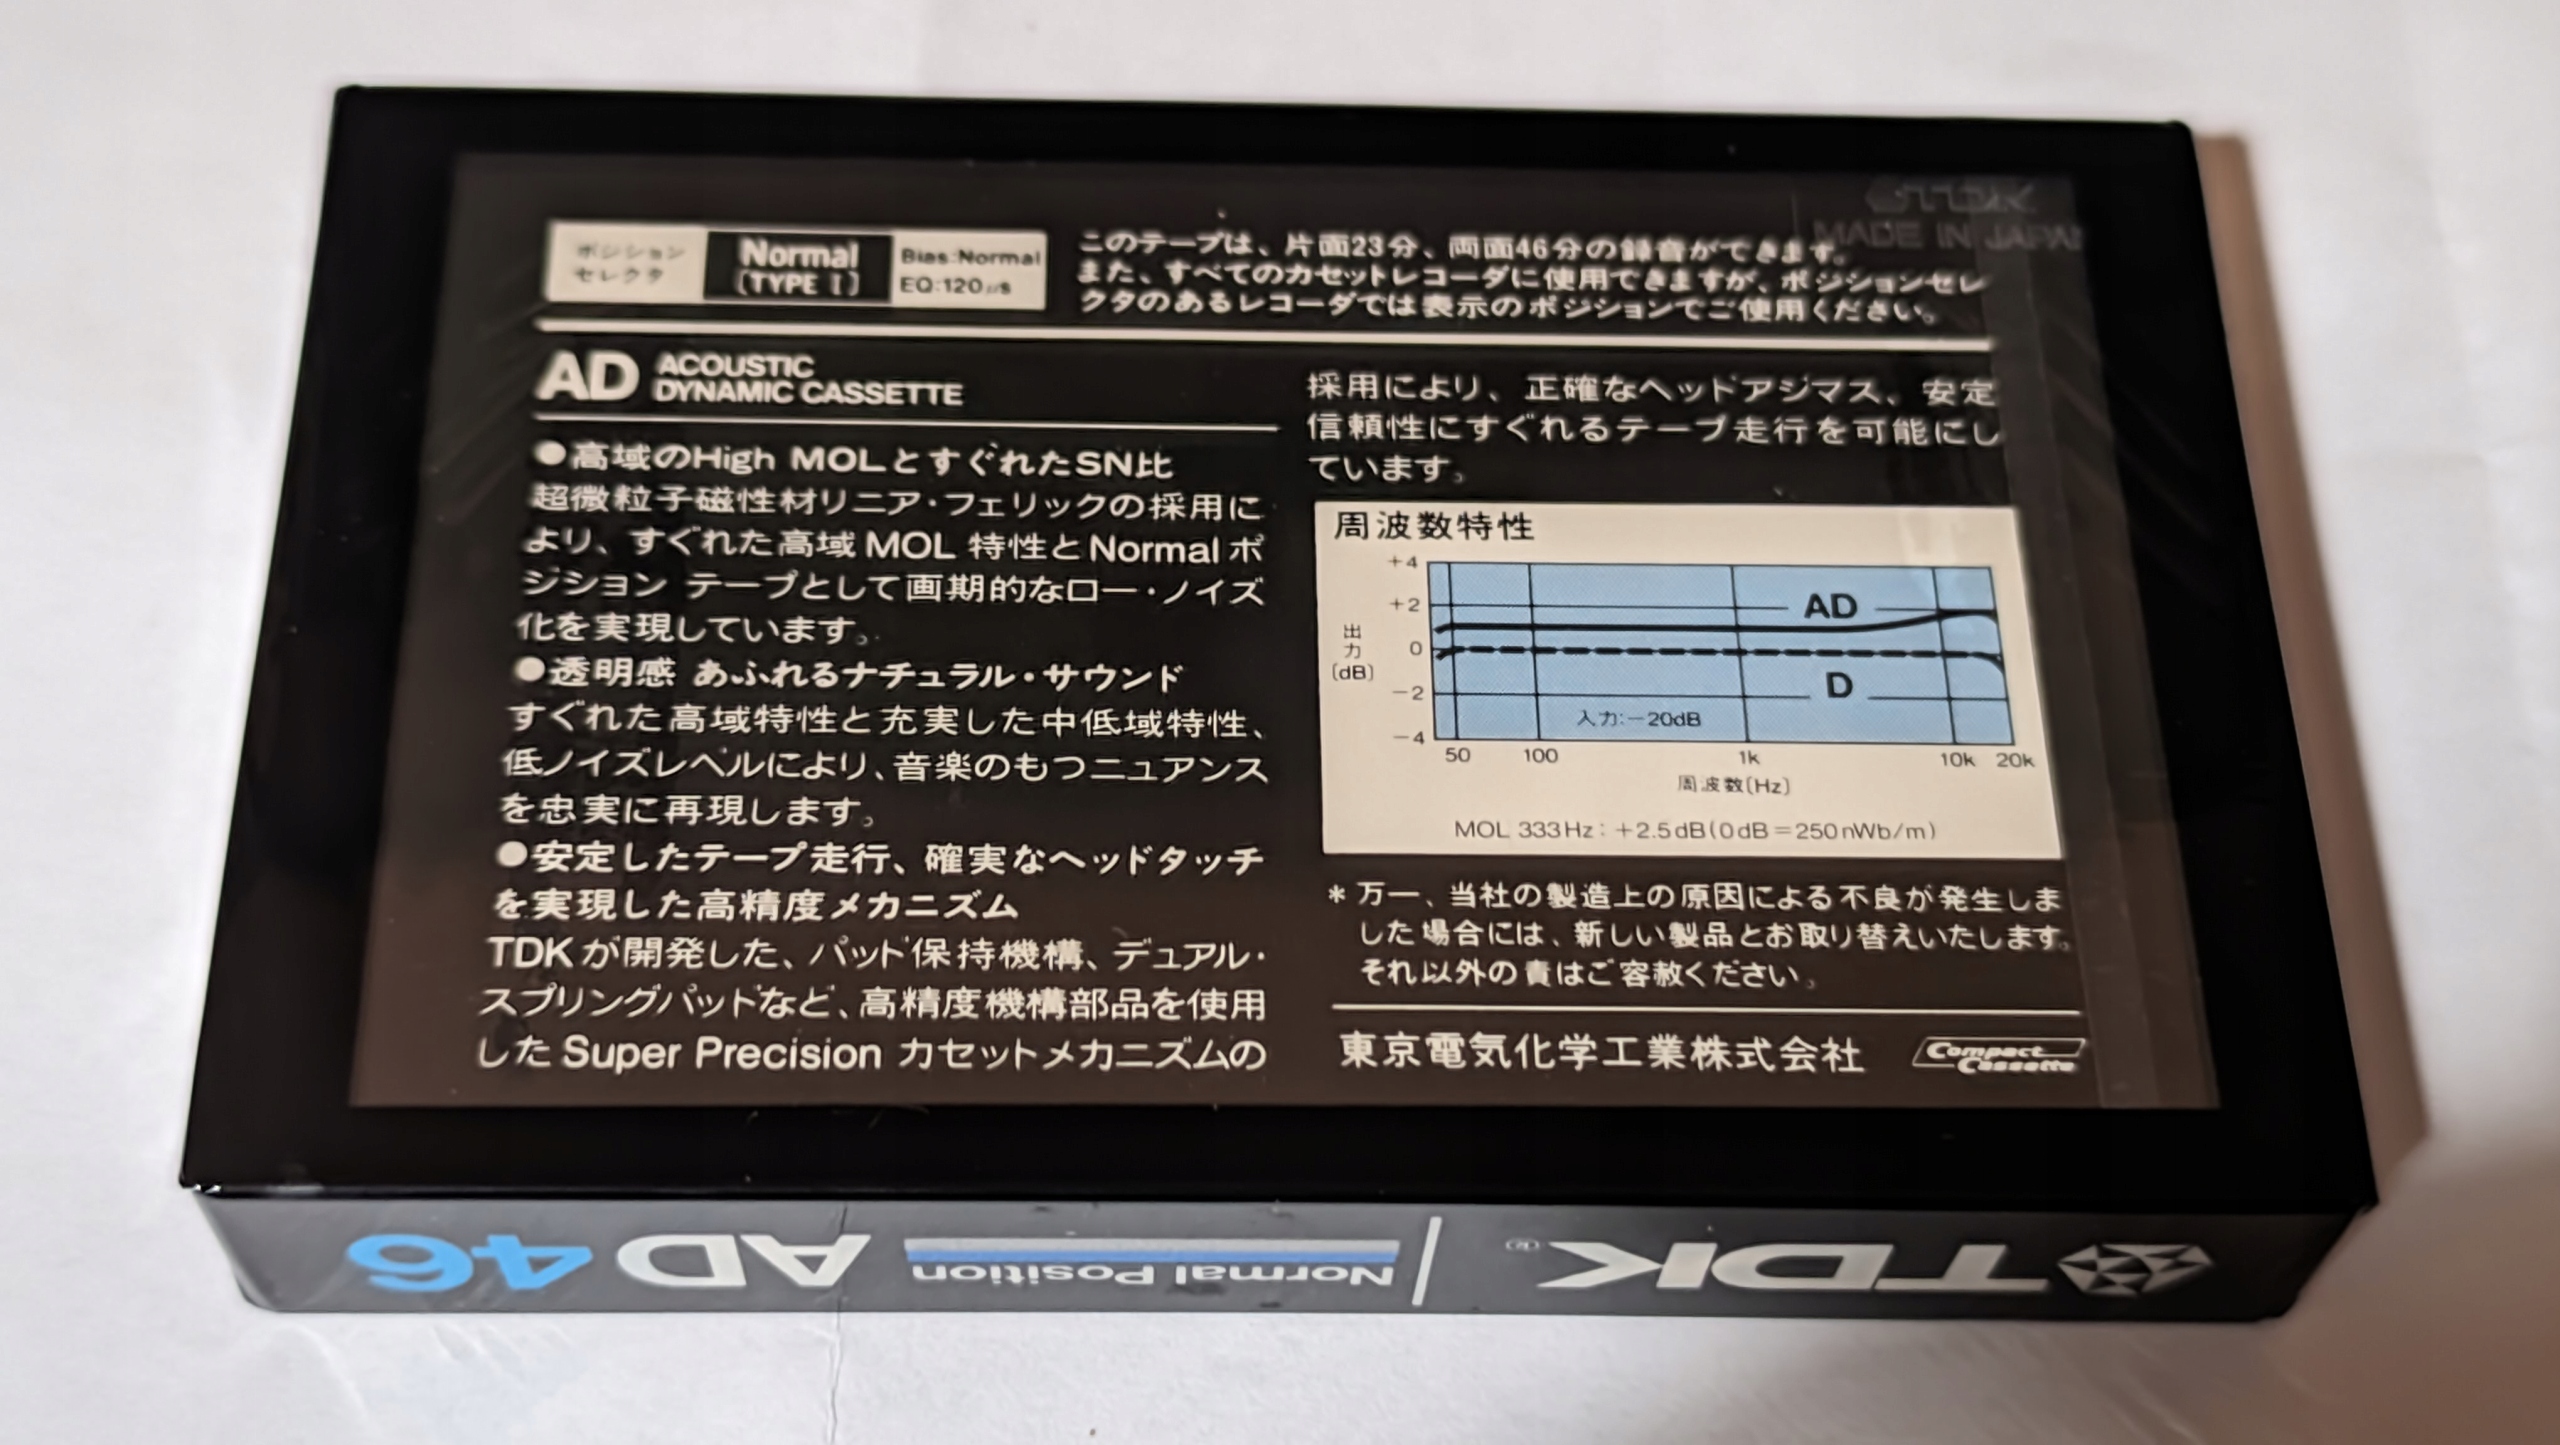 TDK
MADE IN JAPAN
ポジション
セレクタ
Normal
(TYPE I)
Bias:Normal
EQ:120μs
このテープは、片面23分、両面46分の録音ができます。
また、すべてのカセットレコーダに使用できますが、ポジションセレ
クタのあるレコーダでは表示のポジションでご使用ください。
AD ACOUSTIC
DYNAMIC CASSETTE
●高域のHigh MOLとすぐれたSN比
超微粒子磁性材リニア・フェリックの採用に
より、すぐれた高域 MOL 特性とNormal ポ
ジション テープとして画期的なロー・ノイズ
化を実現しています。
●透明感 あふれるナチュラル・サウンド
すぐれた高域特性と充実した中低域特性、
低ノイズレベルにより、音楽のもつニュアンス
を忠実に再現します。
●安定したテープ走行、確実なヘッドタッチ
を実現した高精度メカニズム
TDKが開発した、パッド保持機構、デュアル・
スプリングパッドなど、高精度機構部品を使用
した Super Precision カセットメカニズムの
採用により、正確なヘッドアジマス、安定
信頼性にすぐれるテープ走行を可能にし
ています。
周波数特性
+4
+2
0
-2
-4
出力
(dB)
AD
D
入力:-20dB
50 100 1k 10k 20k
周波数(Hz)
MOL 333Hz:+2.5dB(0dB=250nWb/m)
*万一、当社の製造上の原因による不良が発生しま
した場合には、新しい製品とお取り替えいたします。
それ以外の責はご容赦ください。
東京電気化学工業株式会社
Compact Cassette
TDK® Normal Position AD 46